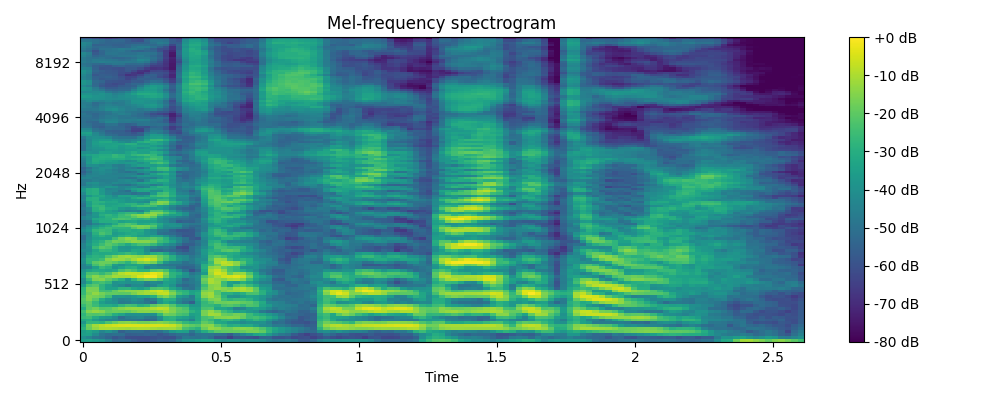 Mel-frequency spectrogram
+0 dB
8192
-10 dB
4096
-20 dB
-30 dB
2048
-40 dB
Hz
1024
-50 dB
512
-60 dB
-70 dB
0
-80 dB
0 0.5 1 1.5 2 2.5
Time